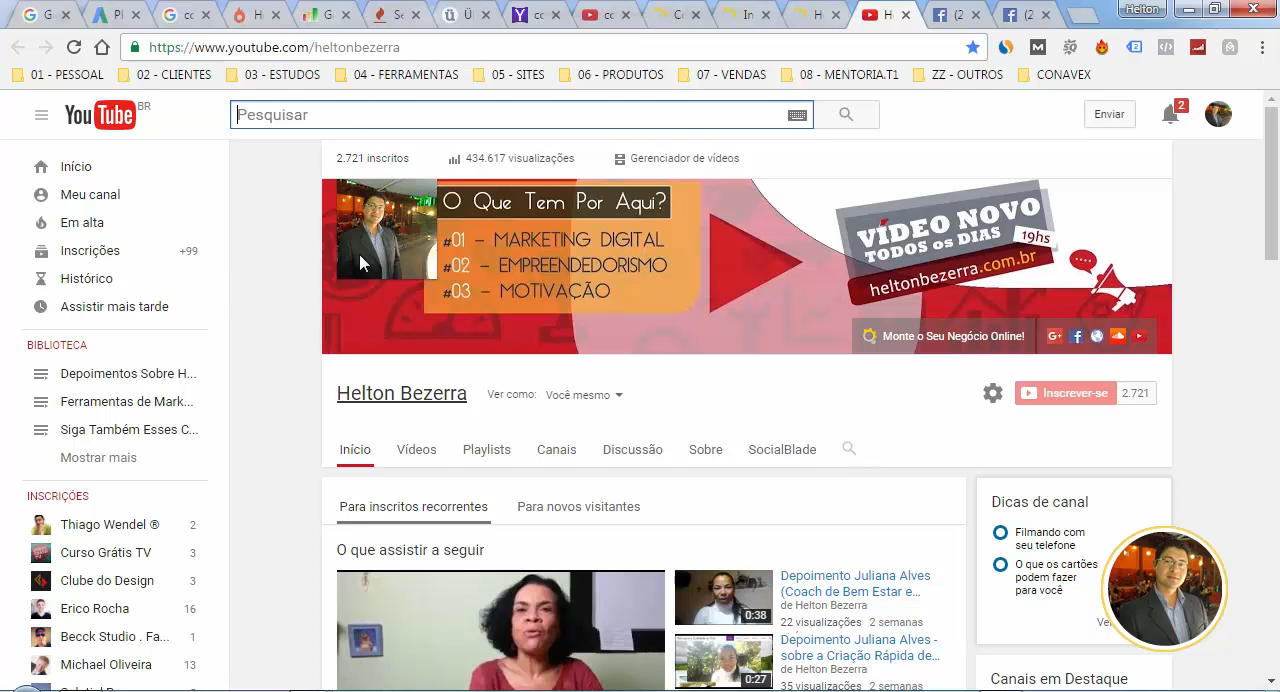 Helton
https://www.youtube.com/heltonbezerra
01 - PESSOAL 02 - CLIENTES 03 - ESTUDOS 04 - FERRAMENTAS 05 - SITES 06 - PRODUTOS 07 - VENDAS 08 - MENTORIA.T1 ZZ - OUTROS CONAVEX
YouTube BR
Pesquisar
Enviar
2
Início
Meu canal
Em alta
Inscrições +99
Histórico
Assistir mais tarde
BIBLIOTECA
Depoimentos Sobre H...
Ferramentas de Mark...
Siga Também Esses C...
Mostrar mais
INSCRIÇÕES
Thiago Wendel ® 2
Curso Grátis TV 3
Clube do Design 3
Erico Rocha 16
Becck Studio . Fa... 1
Michael Oliveira 13
2.721 inscritos 434.617 visualizações Gerenciador de vídeos
O Que Tem Por Aqui?
#01 - MARKETING DIGITAL
#02 - EMPREENDEDORISMO
#03 - MOTIVAÇÃO
VÍDEO NOVO
TODOS os DIAS 19hs
heltonbezerra.com.br
Monte o Seu Negócio Online!
Helton Bezerra Ver como: Você mesmo
Inscrever-se 2.721
Início Vídeos Playlists Canais Discussão Sobre SocialBlade
Para inscritos recorrentes Para novos visitantes
O que assistir a seguir
0:38
Depoimento Juliana Alves
(Coach de Bem Estar e...
de Helton Bezerra
22 visualizações 2 semanas
0:27
Depoimento Juliana Alves -
sobre a Criação Rápida de...
de Helton Bezerra
35 visualizações 2 semanas
Dicas de canal
Filmando com
seu telefone
O que os cartões
podem fazer
para você
Canais em Destaque